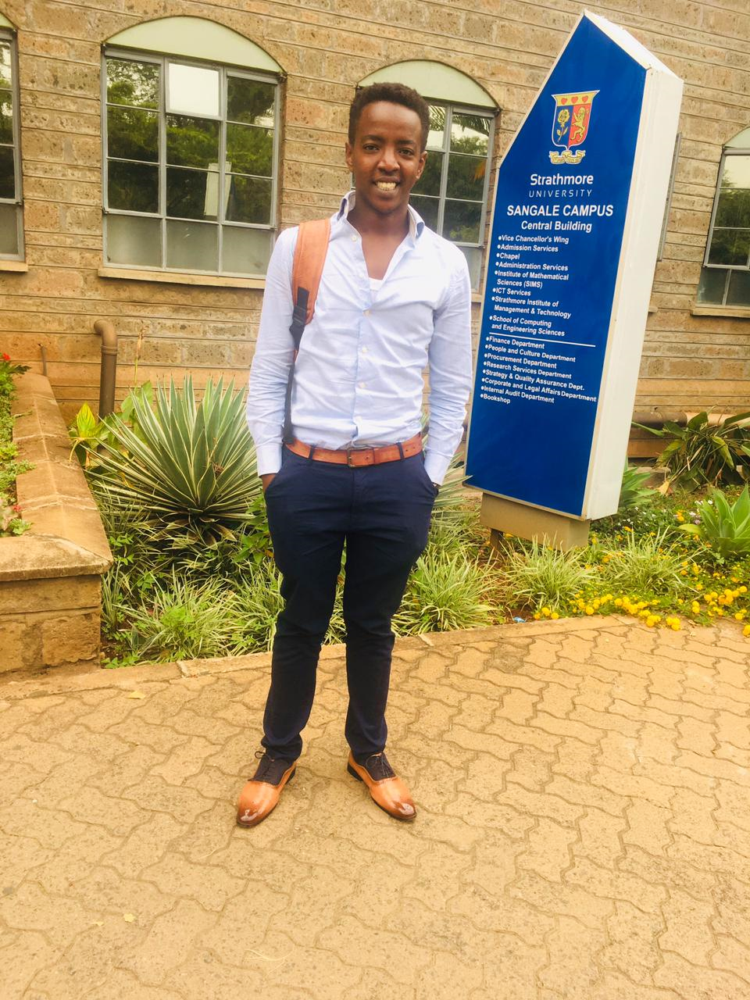 Strathmore
UNIVERSITY
SANGALE CAMPUS
Central Building
•Vice Chancellor's Wing
•Admission Services
•Chapel
•Administration Services
•Institute of Mathematical
Sciences (SIMS)
•ICT Services
•Strathmore Institute of
Management & Technology
•School of Computing
and Engineering Sciences
•Finance Department
•People and Culture Department
•Procurement Department
•Research Services Department
•Strategy & Quality Assurance Dept.
•Corporate and Legal Affairs Department
•Internal Audit Department
•Bookshop